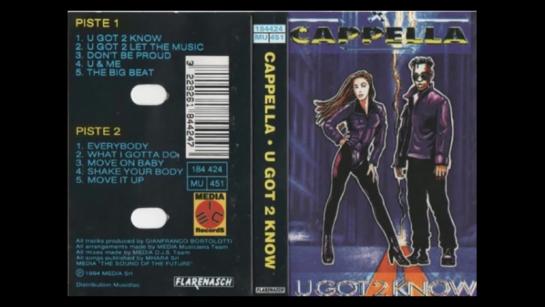 PISTE 1
1. U GOT 2 KNOW
2. U GOT 2 LET THE MUSIC
3. DON'T BE PROUD
4. U & ME
5. THE BIG BEAT
PISTE 2
1. EVERYBODY
2. WHAT I GOTTA DO
3. MOVE ON BABY
4. SHAKE YOUR BODY
5. MOVE IT UP
All tracks produced by GIANFRANCO BORTOLOTTI
All arrangements made by MEDIA Musicians Team
All mixes made by MEDIA D.J.S. Team
All songs published by MHARA Srl
MEDIA "THE SOUND OF THE FUTURE"
© 1994 MEDIA Srl
Distribution Musidisc
3 229261 844247
184 424
MU 451
MEDIA
Records
FLARENASCH
184424
MU 451
CAPPELLA • U GOT 2 KNOW
FLARENASCH
CAPPELLA
U GOT 2 KNOW